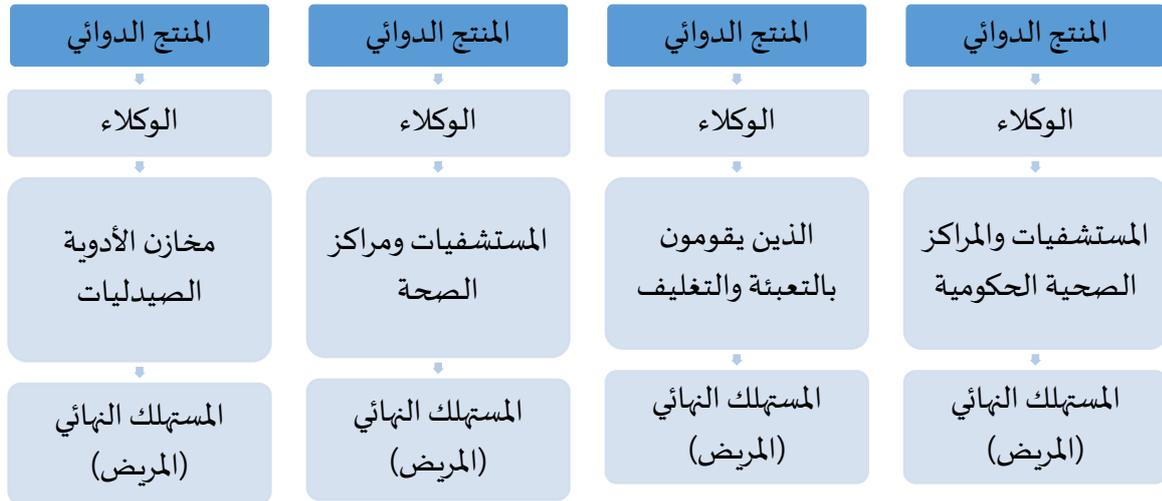 المنتج الدوائي
الوكلاء
المستشفيات والمراكز
الصحية الحكومية
المستهلك النهائي
(المريض)
المنتج الدوائي
الوكلاء
الذين يقومون
بالتعبئة والتغليف
المستهلك النهائي
(المريض)
المنتج الدوائي
الوكلاء
المستشفيات ومراكز
الصحة
المستهلك النهائي
(المريض)
المنتج الدوائي
الوكلاء
مخازن الأدوية
الصيدليات
المستهلك النهائي
(المريض)